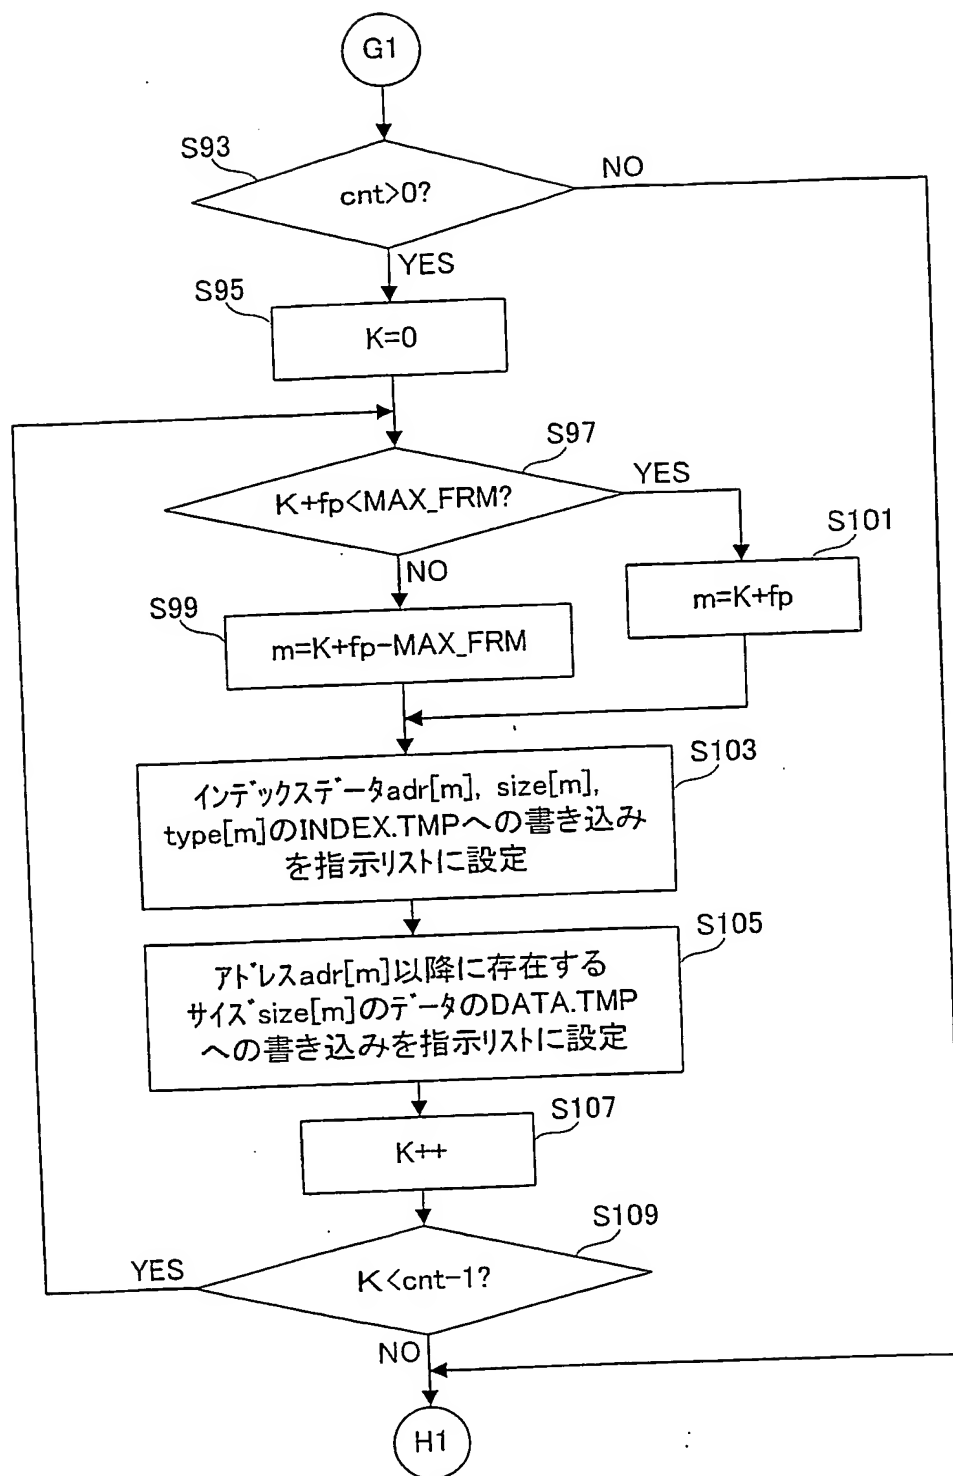 G1
S93
cnt>0?
NO
YES
S95
K=0
S97
K+fp<MAX_FRM?
YES
S101
NO
m=K+fp
S99
m=K+fp-MAX_FRM
S103
インデックスデータadr[m], size[m],
type[m]のINDEX.TMPへの書き込み
を指示リストに設定
S105
アドレスadr[m]以降に存在する
サイズsize[m]のデータのDATA.TMP
への書き込みを指示リストに設定
S107
K++
S109
YES
K<cnt-1?
NO
H1